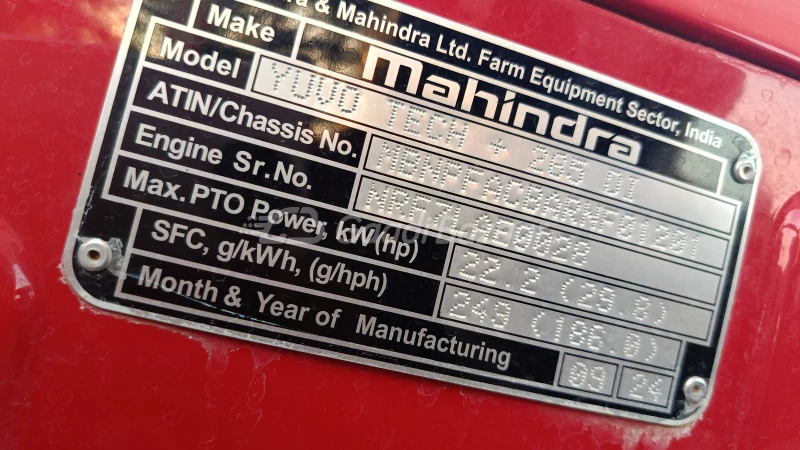 & Mahindra Ltd. Farm Equipment Sector, India
Make mahindra
Model YUVO TECH + 265 DI
ATIN/Chassis No. MBNPFACBARNF01201
Engine Sr.No.
Max.PTO Power, kW(hp) 22.2 (29.8)
SFC, g/kWh, (g/hph) 249 (186.0)
Month & Year of Manufacturing 09 24